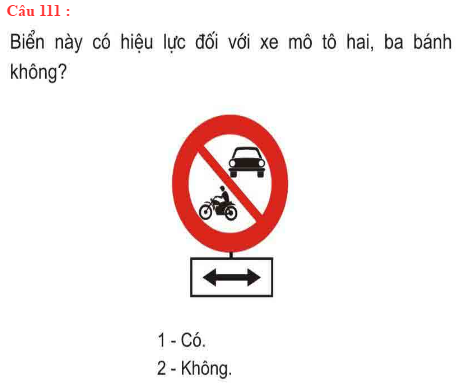 Câu 111 :
Biển này có hiệu lực đối với xe mô tô hai, ba bánh
không?
1 - Có.
2 - Không.